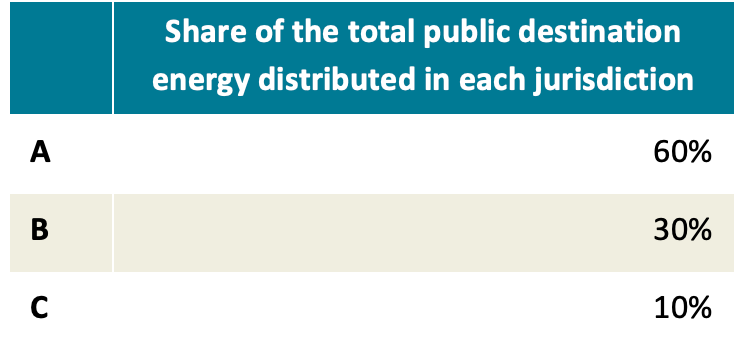 Share of the total public destination
energy distributed in each jurisdiction
A 60%
B 30%
C 10%